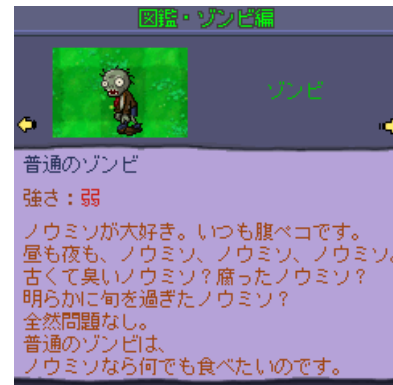 図鑑・ゾンビ編
ゾンビ
普通のゾンビ
強さ：弱
ノウミソが大好き。いつも腹ペコです。
昼も夜も、ノウミソ、ノウミソ、ノウミソ。
古くて臭いノウミソ？腐ったノウミソ？
明らかに旬を過ぎたノウミソ？
全然問題なし。
普通のゾンビは、
ノウミソなら何でも食べたいのです。